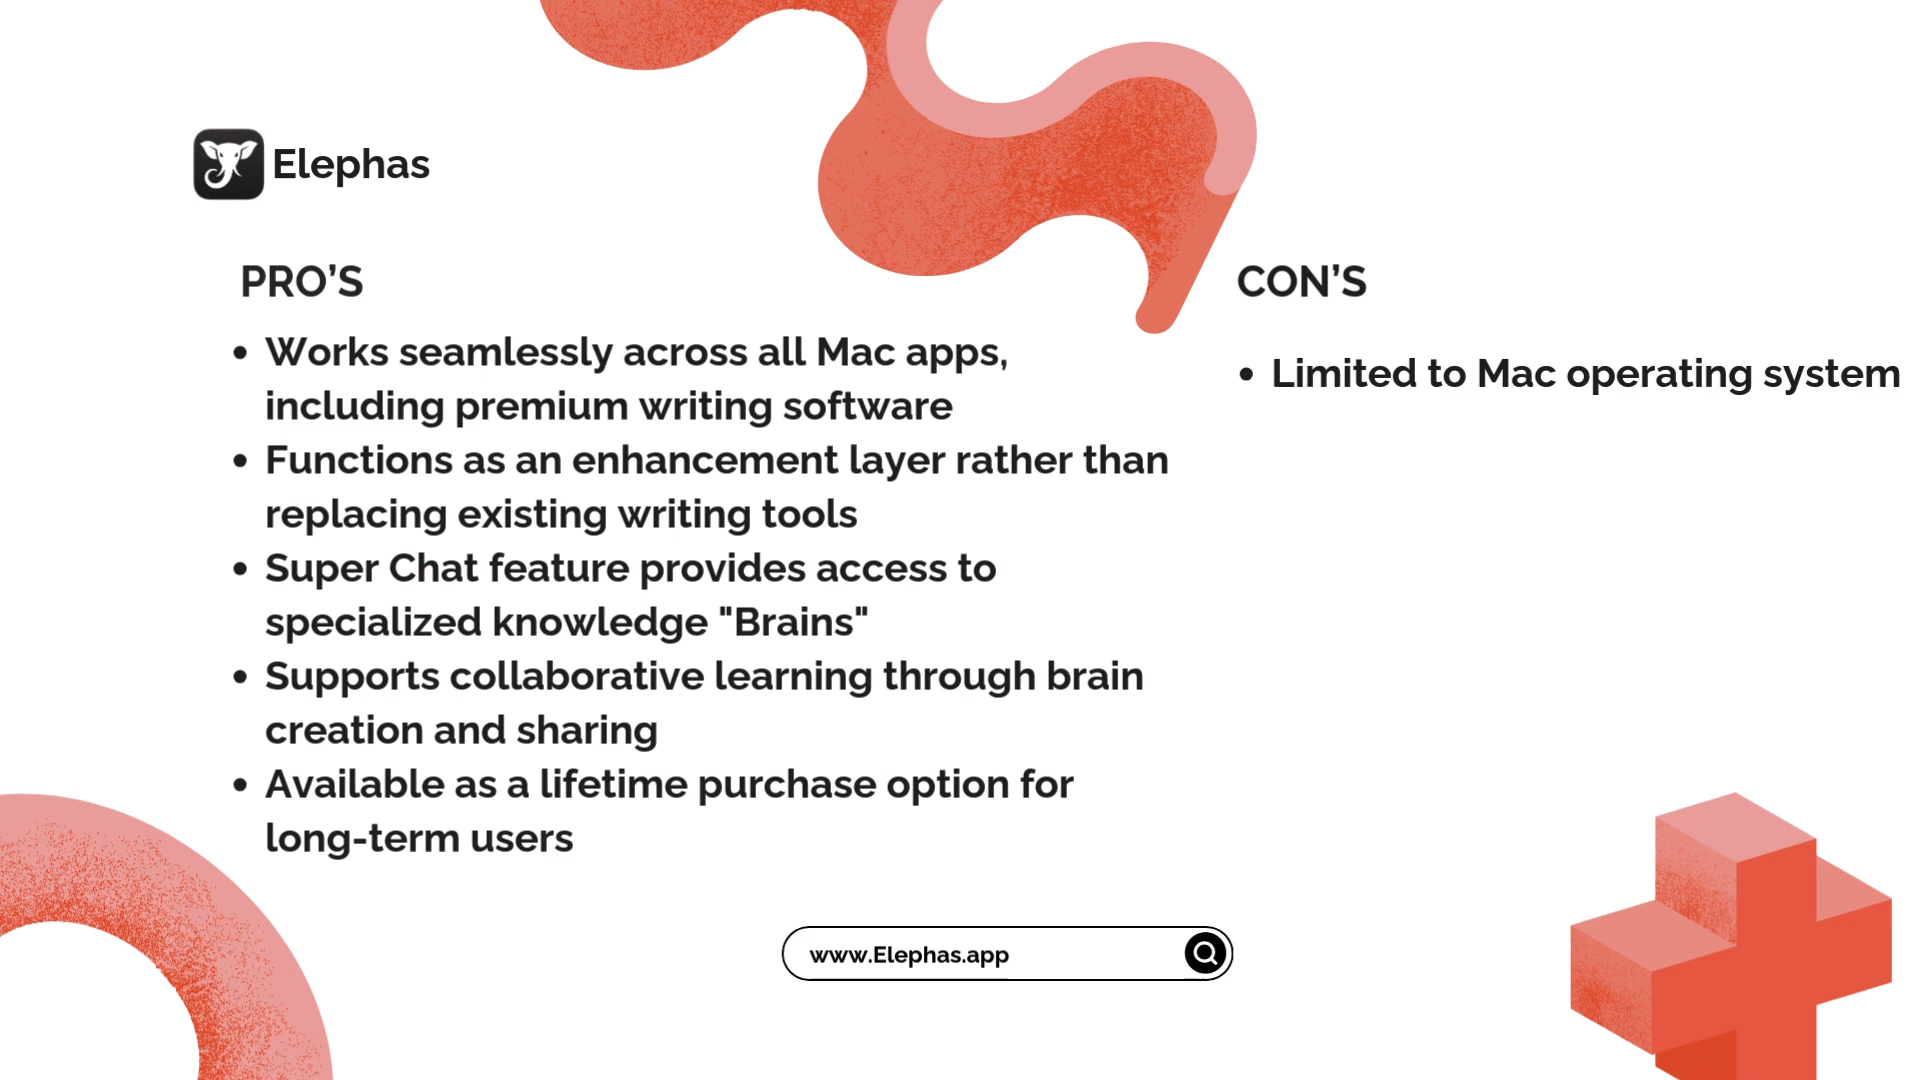 Elephas
PRO’S
• Works seamlessly across all Mac apps,
including premium writing software
• Functions as an enhancement layer rather than
replacing existing writing tools
• Super Chat feature provides access to
specialized knowledge "Brains"
• Supports collaborative learning through brain
creation and sharing
• Available as a lifetime purchase option for
long-term users
CON’S
• Limited to Mac operating system
www.Elephas.app